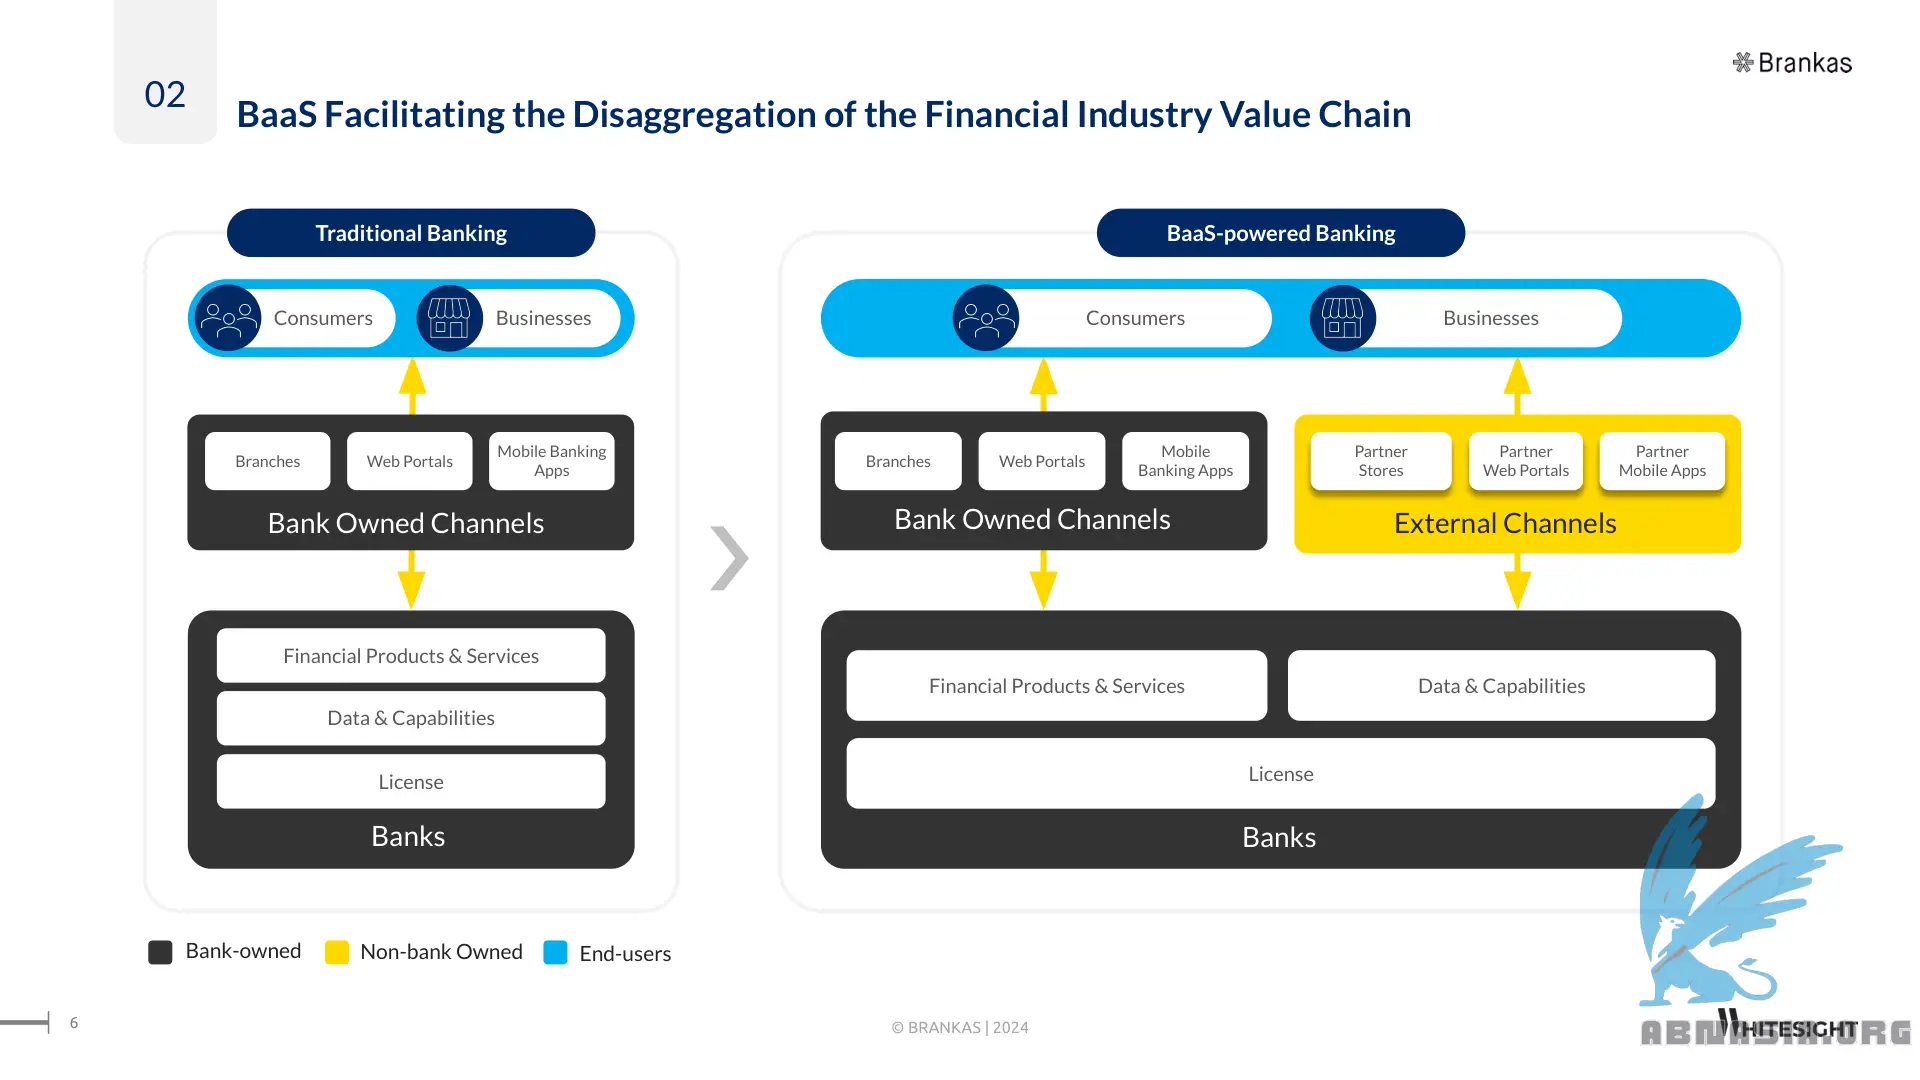 02
Brankas
BaaS Facilitating the Disaggregation of the Financial Industry Value Chain
Traditional Banking
Consumers
Businesses
Branches
Web Portals
Mobile Banking
Apps
Bank Owned Channels
Financial Products & Services
Data & Capabilities
License
Banks
BaaS-powered Banking
Consumers
Businesses
Branches
Web Portals
Mobile
Banking Apps
Bank Owned Channels
Partner
Stores
Partner
Web Portals
Partner
Mobile Apps
External Channels
Financial Products & Services
Data & Capabilities
License
Banks
Bank-owned
Non-bank Owned
End-users
6
© BRANKAS | 2024
WHITESIGHT
ABNASIA.ORG